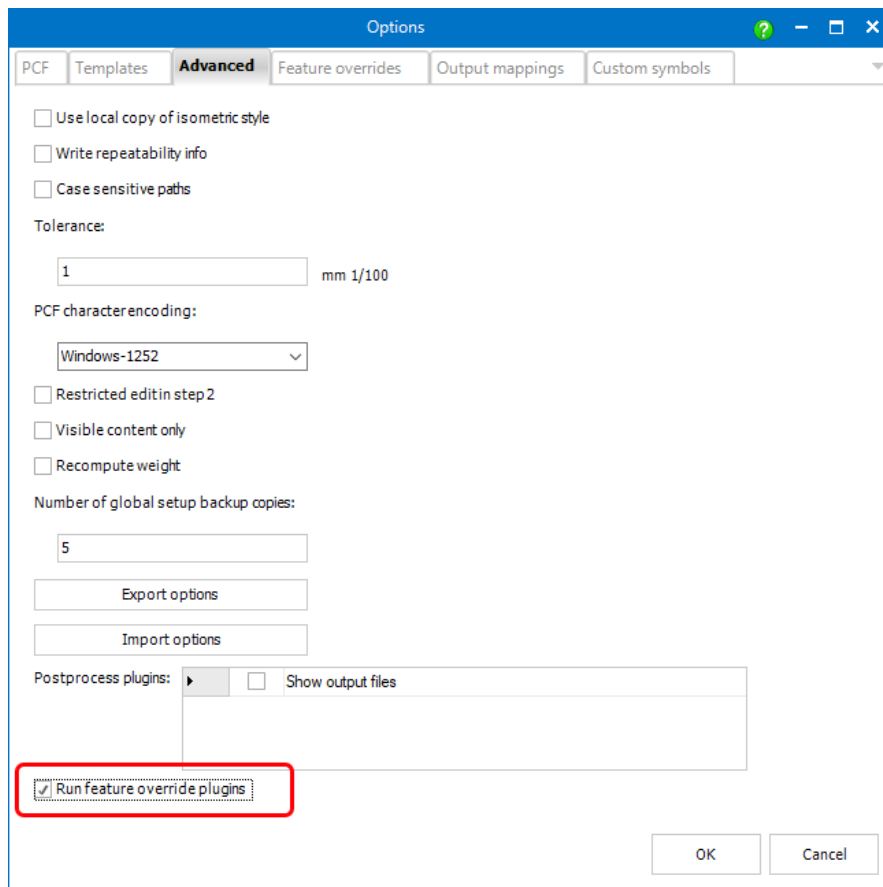 Options
PCF Templates Advanced Feature overrides Output mappings Custom symbols
Use local copy of isometric style
Write repeatability info
Case sensitive paths
Tolerance:
1 mm 1/100
PCF character encoding:
Windows-1252
Restricted edit in step 2
Visible content only
Recompute weight
Number of global setup backup copies:
5
Export options
Import options
Postprocess plugins: Show output files
Run feature override plugins
OK Cancel